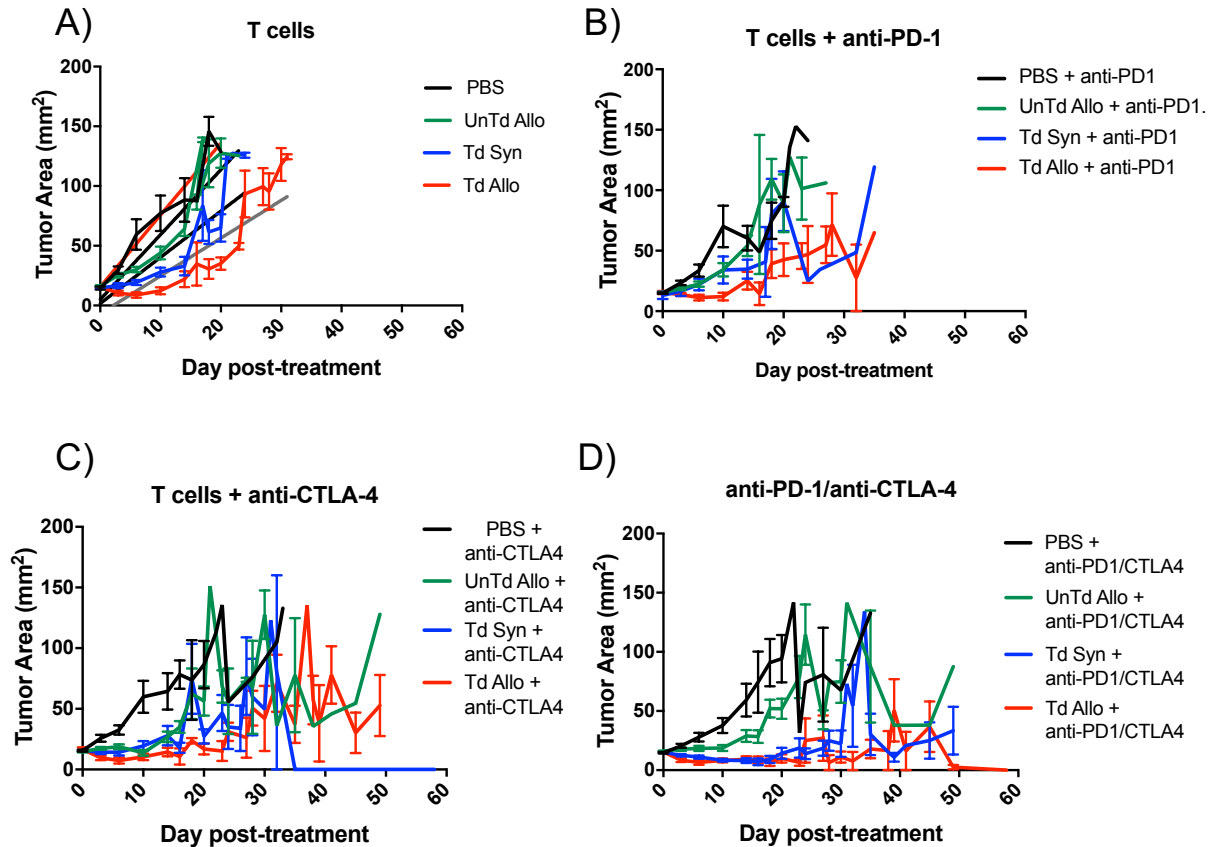 A)
T cells
Tumor Area (mm²)
200
150
100
50
0
0
10
20
30
40
50
60
Day post-treatment
PBS
UnTd Allo
Td Syn
Td Allo
B)
T cells + anti-PD-1
Tumor Area (mm²)
200
150
100
50
0
0
10
20
30
40
50
60
Day post-treatment
PBS + anti-PD1
UnTd Allo + anti-PD1.
Td Syn + anti-PD1
Td Allo + anti-PD1
C)
T cells + anti-CTLA-4
Tumor Area (mm²)
200
150
100
50
0
0
10
20
30
40
50
60
Day post-treatment
PBS +
anti-CTLA4
UnTd Allo +
anti-CTLA4
Td Syn +
anti-CTLA4
Td Allo +
anti-CTLA4
D)
anti-PD-1/anti-CTLA-4
Tumor Area (mm²)
200
150
100
50
0
0
10
20
30
40
50
60
Day post-treatment
PBS +
anti-PD1/CTLA4
UnTd Allo +
anti-PD1/CTLA4
Td Syn +
anti-PD1/CTLA4
Td Allo +
anti-PD1/CTLA4